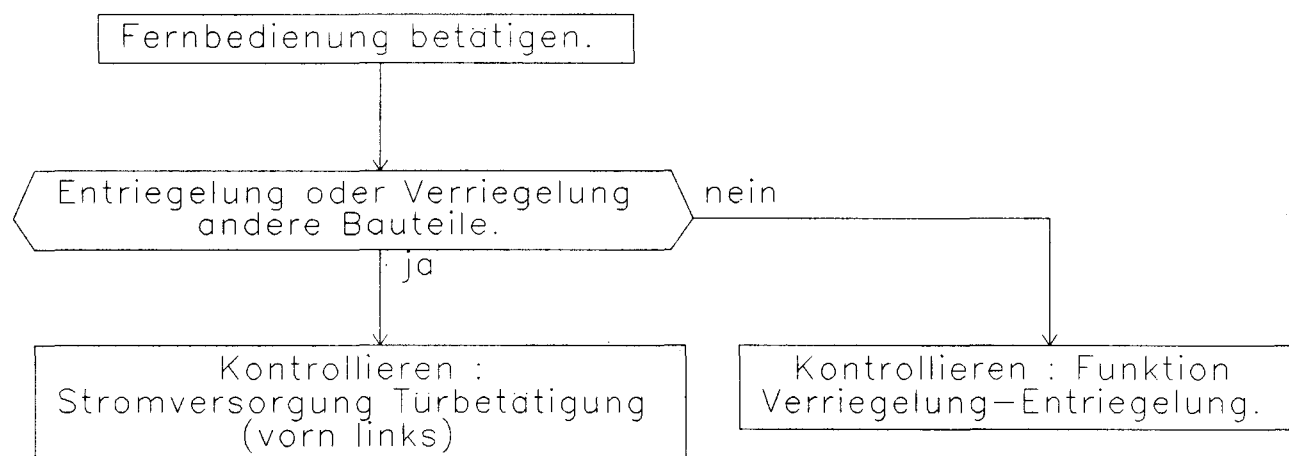 Fernbedienung betätigen.
Entriegelung oder Verriegelung
andere Bauteile.
nein
ja
Kontrollieren :
Stromversorgung Türbetätigung
(vorn links)
Kontrollieren : Funktion
Verriegelung-Entriegelung.